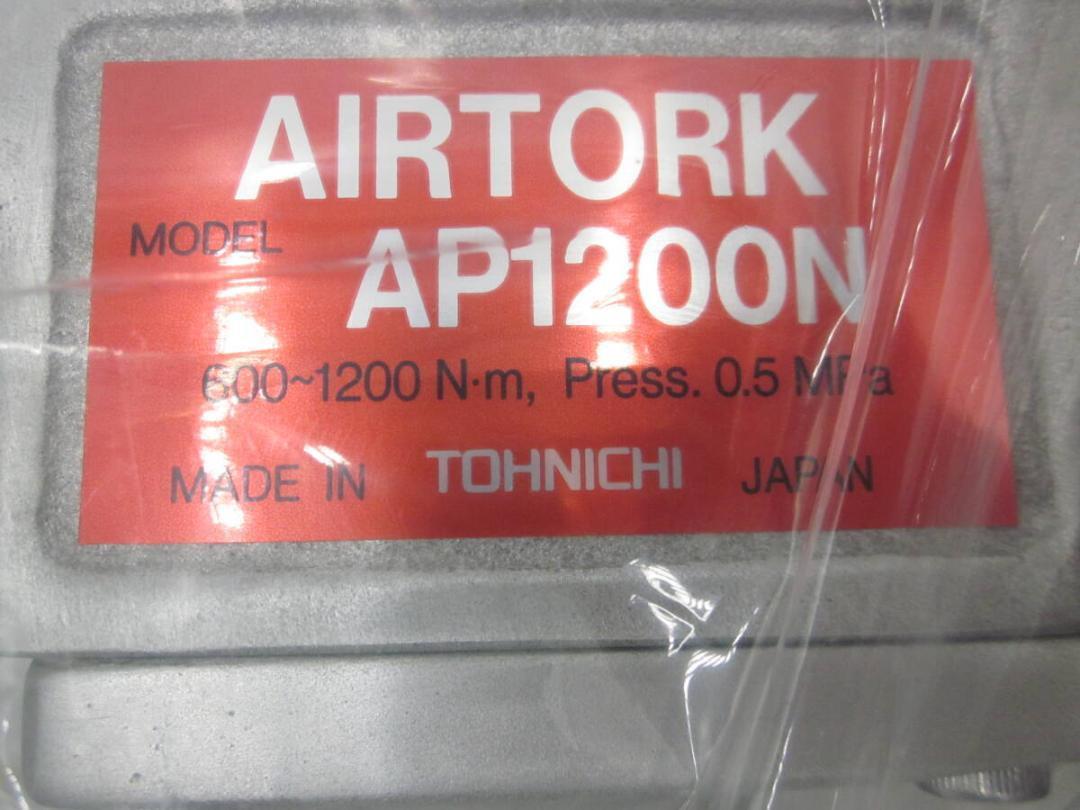 AIRTORK
MODEL AP1200N
600~1200 N·m, Press. 0.5 MPa
MADE IN TOHNICHI JAPAN